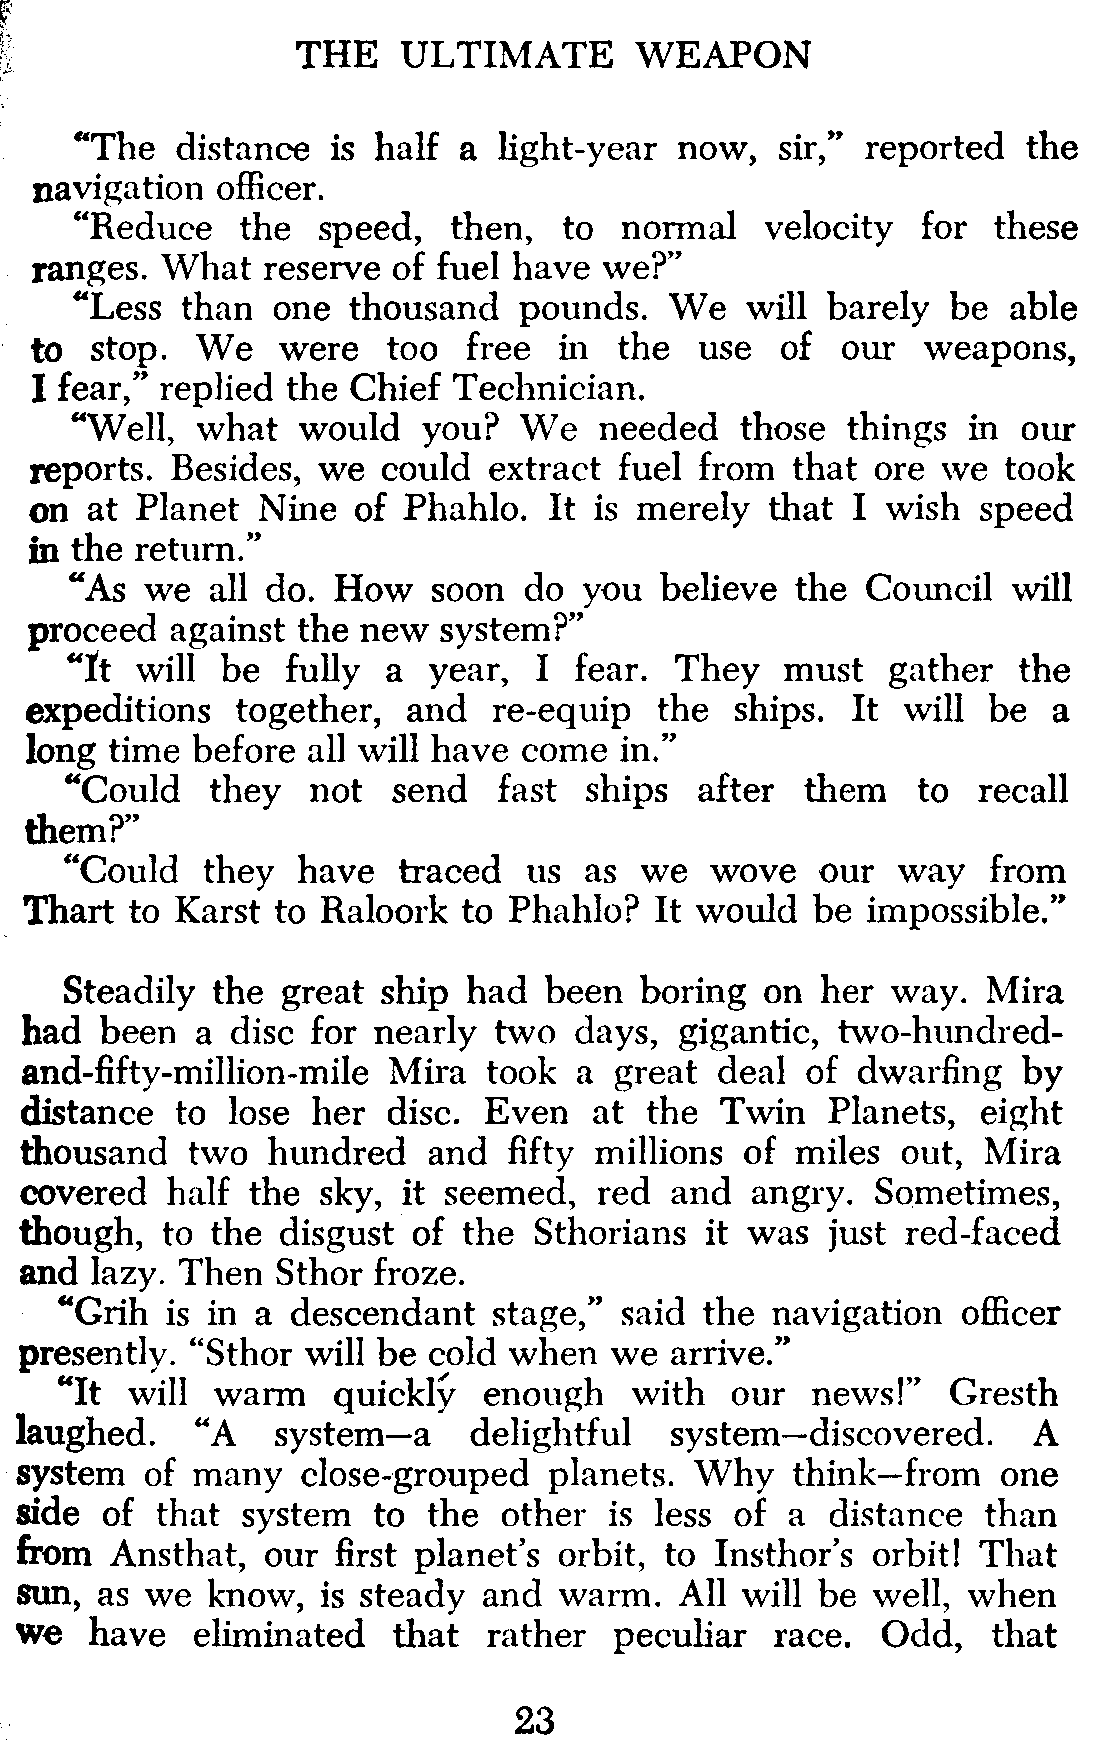 THE ULTIMATE WEAPON
“The distance is half a light-year now, sir,” reported the
navigation officer.
“Reduce the speed, then, to normal velocity for these
ranges. What reserve of fuel have we?”
“Less than one thousand pounds. We will barely be able
to stop. We were too free in the use of our weapons,
I fear,” replied the Chief Technician.
“Well, what would you? We needed those things in our
reports. Besides, we could extract fuel from that ore we took
on at Planet Nine of Phahlo. It is merely that I wish speed
in the return.”
“As we all do. How soon do you believe the Council will
proceed against the new system?”
“It will be fully a year, I fear. They must gather the
expeditions together, and re-equip the ships. It will be a
long time before all will have come in.”
“Could they not send fast ships after them to recall
them?”
“Could they have traced us as we wove our way from
Thart to Karst to Raloork to Phahlo? It would be impossible.”
Steadily the great ship had been boring on her way. Mira
had been a disc for nearly two days, gigantic, two-hundred-
and-fifty-million-mile Mira took a great deal of dwarfing by
distance to lose her disc. Even at the Twin Planets, eight
thousand two hundred and fifty millions of miles out, Mira
covered half the sky, it seemed, red and angry. Sometimes,
though, to the disgust of the Sthorians it was just red-faced
and lazy. Then Sthor froze.
“Grih is in a descendant stage,” said the navigation officer
presently. “Sthor will be cold when we arrive.”
“It will warm quickly enough with our news!” Gresth
laughed. “A system—a delightful system—discovered. A
system of many close-grouped planets. Why think—from one
side of that system to the other is less of a distance than
from Ansthat, our first planet’s orbit, to Insthor’s orbit! That
sun, as we know, is steady and warm. All will be well, when
we have eliminated that rather peculiar race. Odd, that
23